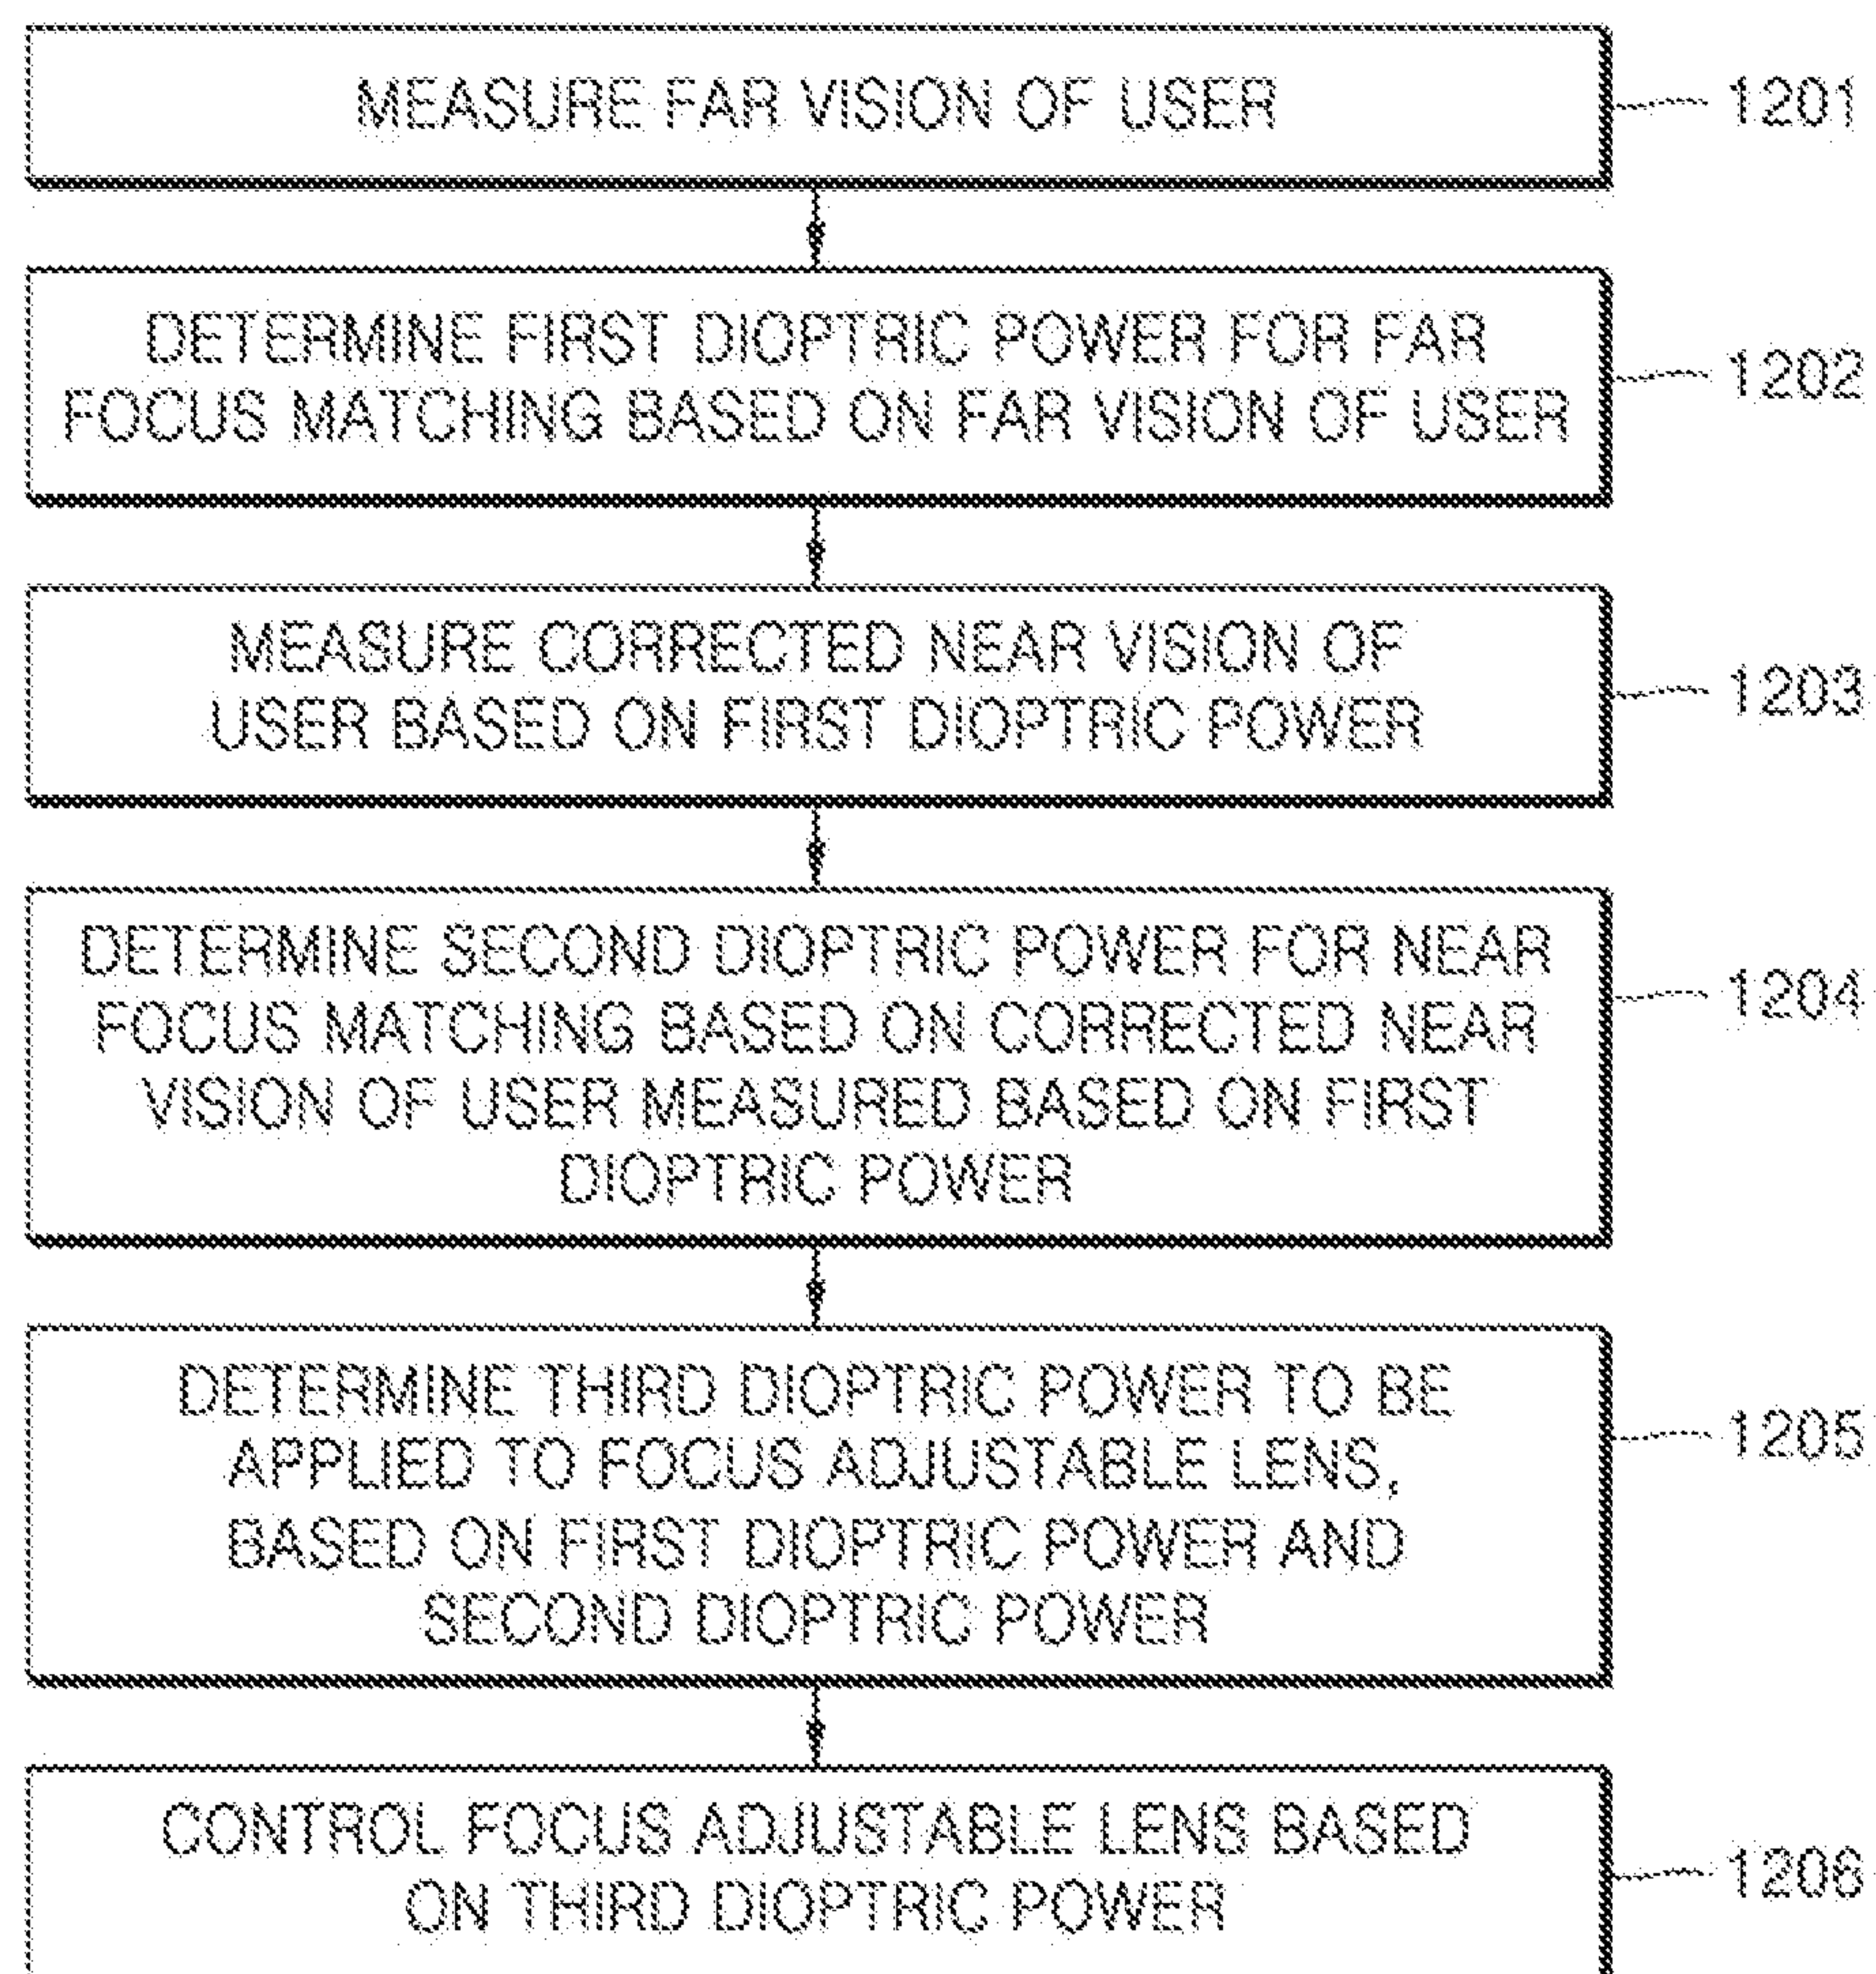 MEASURE FAR VISION OF USER
1201
DETERMINE FIRST DIOPTRIC POWER FOR FAR
FOCUS MATCHING BASED ON FAR VISION OF USER
1202
MEASURE CORRECTED NEAR VISION OF
USER BASED ON FIRST DIOPTRIC POWER
1203
DETERMINE SECOND DIOPTRIC POWER FOR NEAR
FOCUS MATCHING BASED ON CORRECTED NEAR
VISION OF USER MEASURED BASED ON FIRST
DIOPTRIC POWER
1204
DETERMINE THIRD DIOPTRIC POWER TO BE
APPLIED TO FOCUS ADJUSTABLE LENS,
BASED ON FIRST DIOPTRIC POWER AND
SECOND DIOPTRIC POWER
1205
CONTROL FOCUS ADJUSTABLE LENS BASED
ON THIRD DIOPTRIC POWER
1206